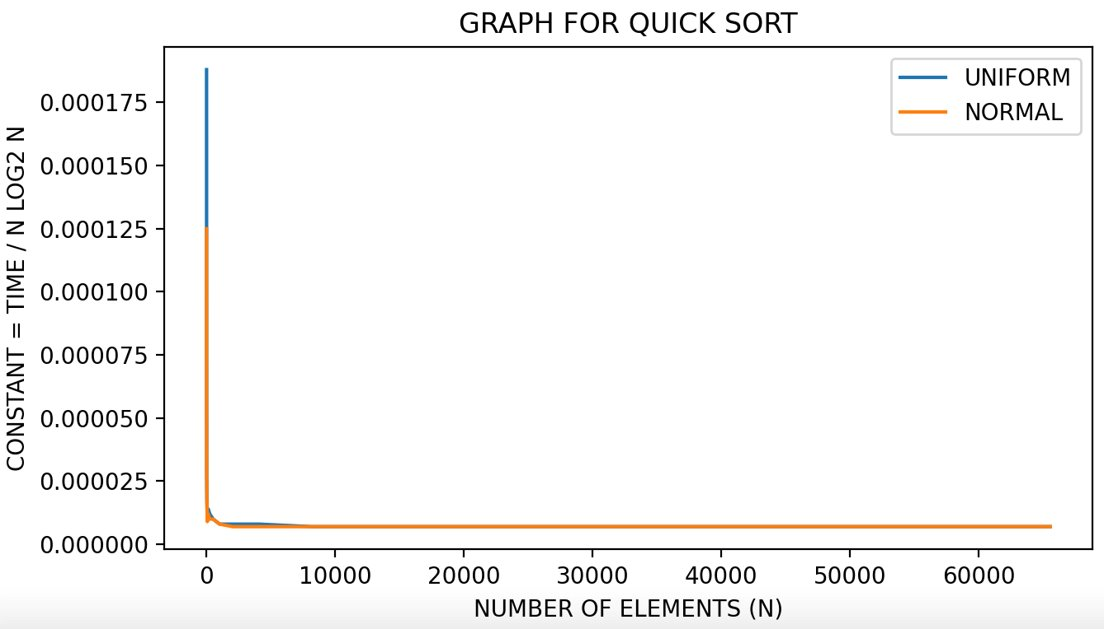 GRAPH FOR QUICK SORT
UNIFORM
NORMAL
CONSTANT = TIME / N LOG2 N
0.000175
0.000150
0.000125
0.000100
0.000075
0.000050
0.000025
0.000000
0 10000 20000 30000 40000 50000 60000
NUMBER OF ELEMENTS (N)